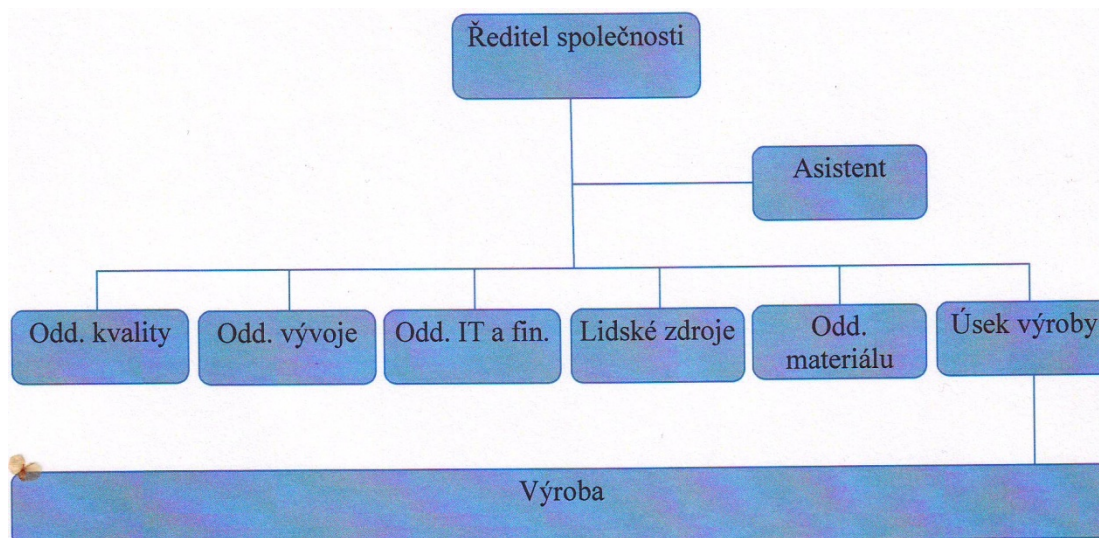 Ředitel společnosti
Asistent
Odd. kvality
Odd. vývoje
Odd. IT a fin.
Lidské zdroje
Odd.
materiálu
Úsek výroby
Výroba